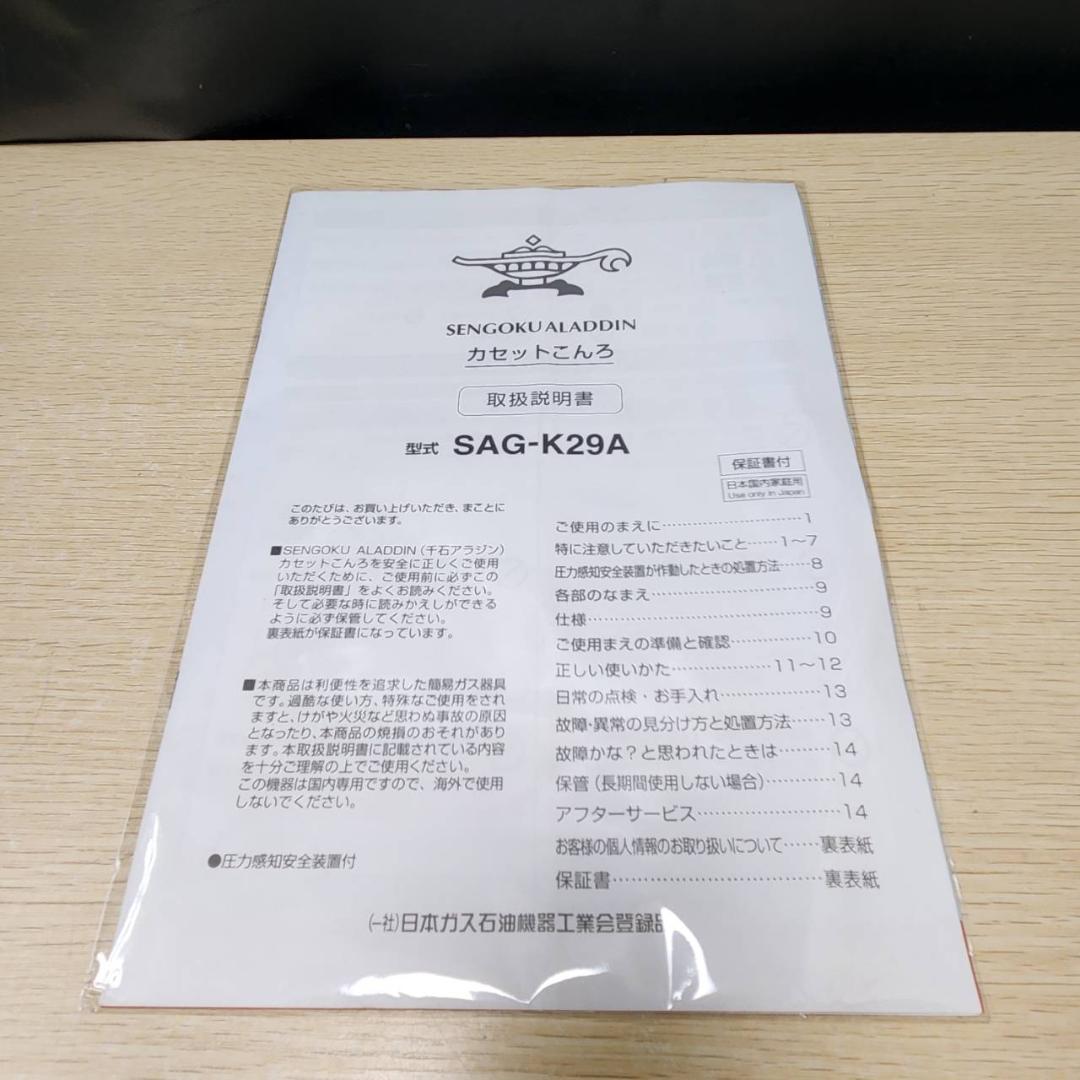 SENGOKU ALADDIN
カセットこんろ
取扱説明書
型式 SAG-K29A
保証書付
日本国内家庭用
Use only in Japan
このたびは、お買い上げいただき、まことに
ありがとうございます。
■SENGOKU ALADDIN(千石アラジン)
カセットこんろを安全に正しくご使用
いただくために、ご使用前に必ずこの
「取扱説明書」をよくお読みください。
そして必要な時に読みかえしができる
ように必ず保管してください。
裏表紙が保証書になっています。
■本商品は利便性を追求した簡易ガス器具
です。過酷な使い方、特殊なご使用をされ
ますと、けがや火災など思わぬ事故の原因
となったり、本商品の焼損のおそれがあり
ます。本取扱説明書に記載されている内容
を十分ご理解の上でご使用ください。
この機器は国内専用ですので、海外で使用
しないでください。
●圧力感知安全装置付
ご使用のまえに……………………1
特に注意していただきたいこと……1〜7
圧力感知安全装置が作動したときの処置方法……8
各部のなまえ……………………9
仕様……………………………9
ご使用まえの準備と確認……………10
正しい使いかた………………11〜12
日常の点検・お手入れ………………13
故障・異常の見分け方と処置方法……13
故障かな?と思われたときは………14
保管(長期間使用しない場合)…………14
アフターサービス……………………14
お客様の個人情報のお取り扱いについて……裏表紙
保証書……………………………裏表紙
(一社)日本ガス石油機器工業会登録品